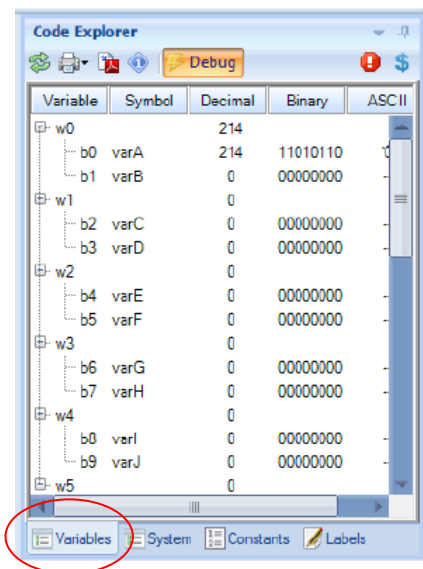 Code Explorer
Debug $
Variable Symbol Decimal Binary ASCII
w0 214
b0 varA 214 11010110
b1 varB 0 00000000 -
w1 0
b2 varC 0 00000000 -
b3 varD 0 00000000 -
w2 0
b4 varE 0 00000000 -
b5 varF 0 00000000 -
w3 0
b6 varG 0 00000000 -
b7 varH 0 00000000 -
w4 0
b8 varI 0 00000000 -
b9 varJ 0 00000000 -
w5 0
Variables System Constants Labels